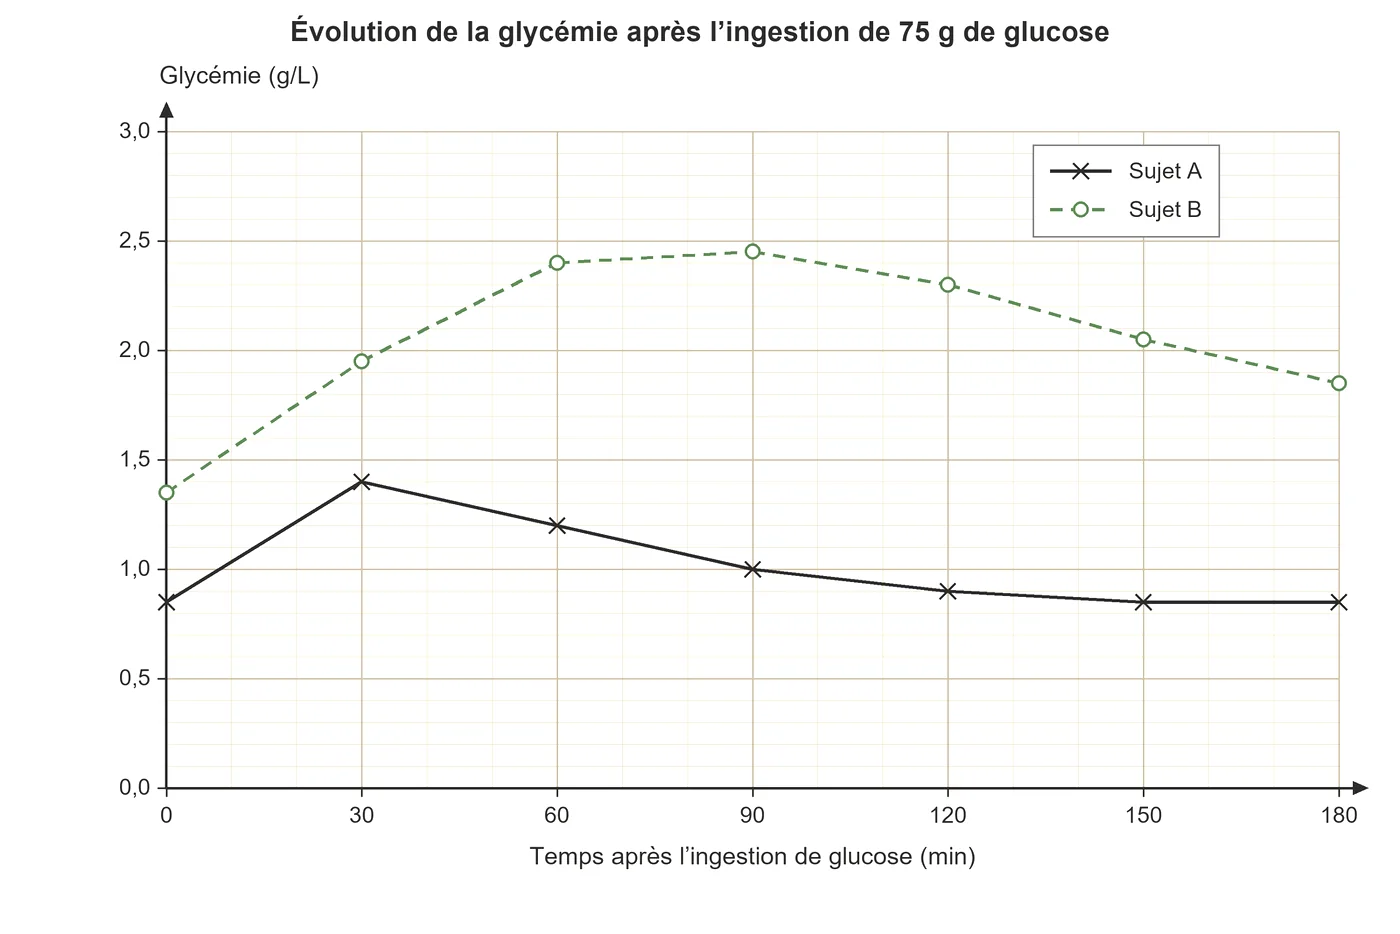 Évolution de la glycémie après l’ingestion de 75 g de glucose
Glycémie (g/L)
3,0
2,5
2,0
1,5
1,0
0,5
0,0
Sujet A
Sujet B
0 30 60 90 120 150 180
Temps après l’ingestion de glucose (min)